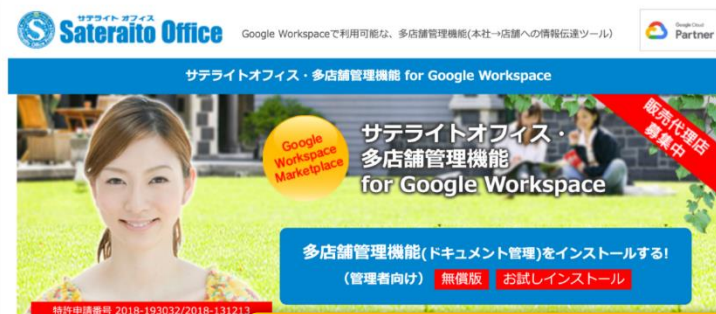 サテライト オフィス
Sateraito Office
Google Workspaceで利用可能な、多店舗管理機能(本社→店舗への情報伝達ツール)
Google Cloud
Partner
サテライトオフィス・多店舗管理機能 for Google Workspace
販売代理店
募集中
Google
Workspace
Marketplace
サテライトオフィス・
多店舗管理機能
for Google Workspace
多店舗管理機能(ドキュメント管理)をインストールする!
(管理者向け) 無償版 お試しインストール
特許申請番号 2018-193032/2018-131213